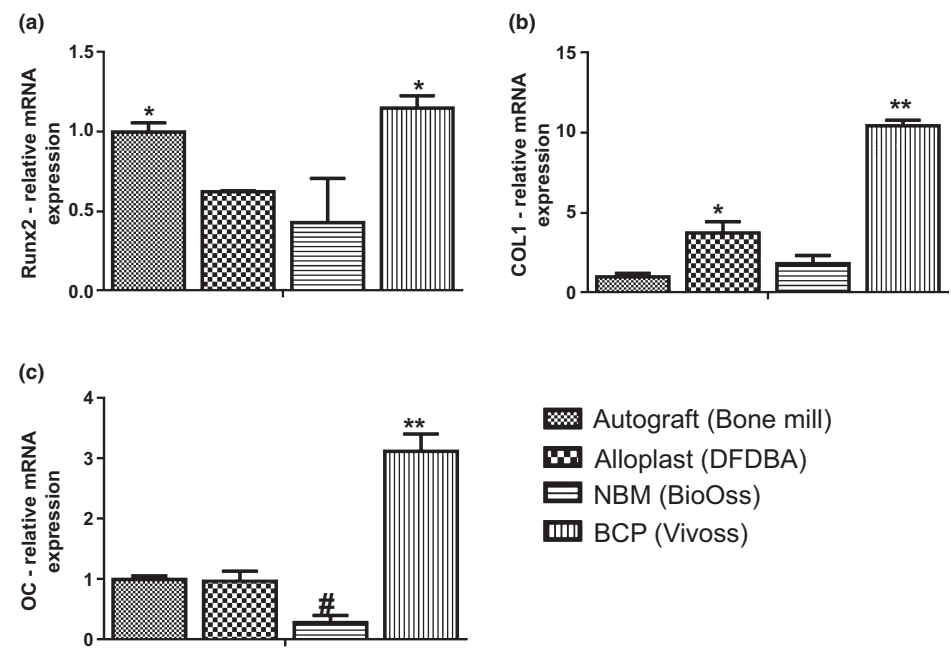 (a)
Runx2 - relative mRNA
expression
1.5
1.0
0.5
0.0
*
*
(b)
COL1 - relative mRNA
expression
15
10
5
0
*
**
(c)
OC - relative mRNA
expression
4
3
2
1
0
#
**
Autograft (Bone mill)
Alloplast (DFDBA)
NBM (BioOss)
BCP (Vivoss)